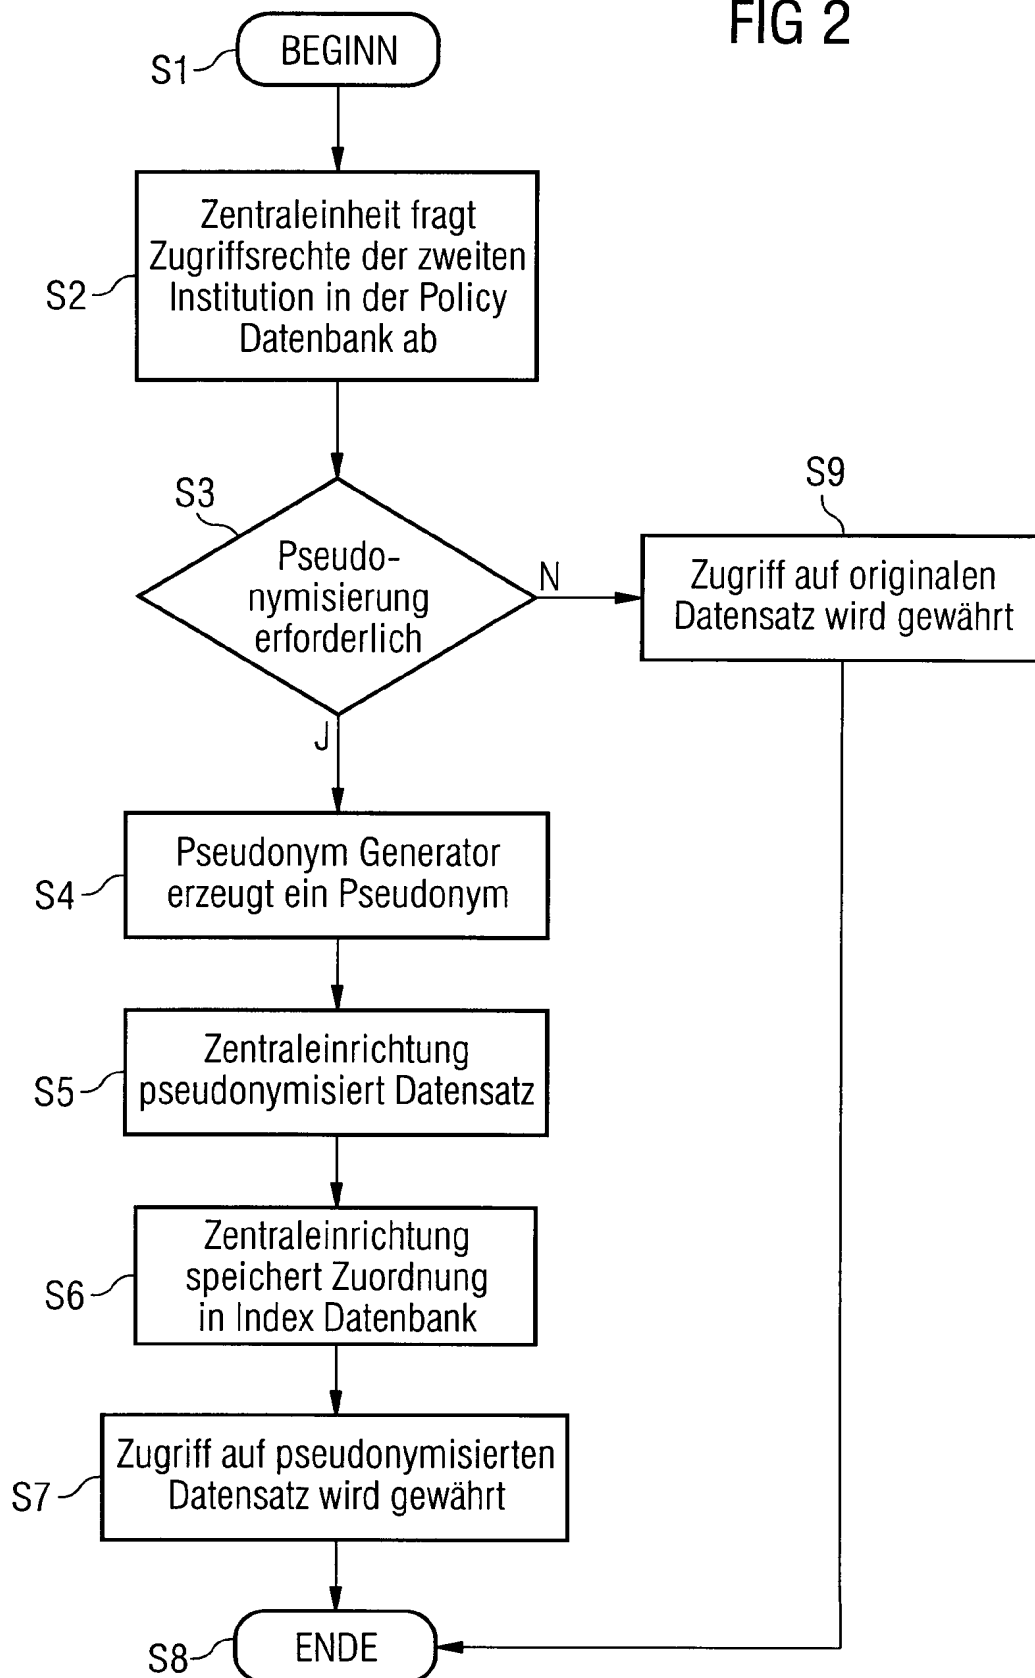 FIG 2
S1
BEGINN
S2
Zentraleinheit fragt
Zugriffsrechte der zweiten
Institution in der Policy
Datenbank ab
S3
Pseudo-
nymisierung
erforderlich
N
J
S9
Zugriff auf originalen
Datensatz wird gewährt
S4
Pseudonym Generator
erzeugt ein Pseudonym
S5
Zentraleinrichtung
pseudonymisiert Datensatz
S6
Zentraleinrichtung
speichert Zuordnung
in Index Datenbank
S7
Zugriff auf pseudonymisierten
Datensatz wird gewährt
S8
ENDE